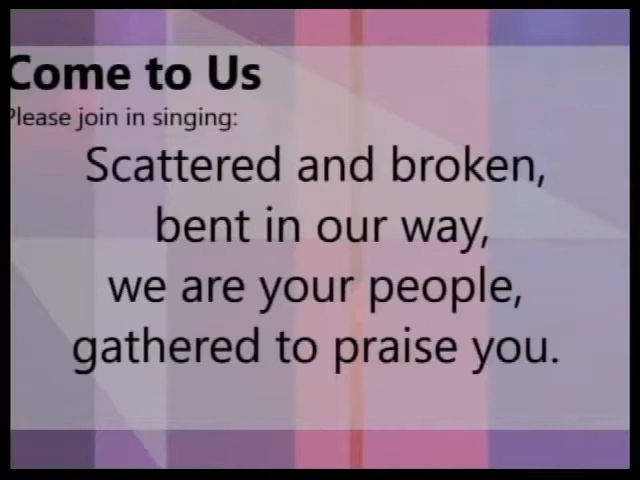 Come to Us
Please join in singing:
Scattered and broken,
bent in our way,
we are your people,
gathered to praise you.